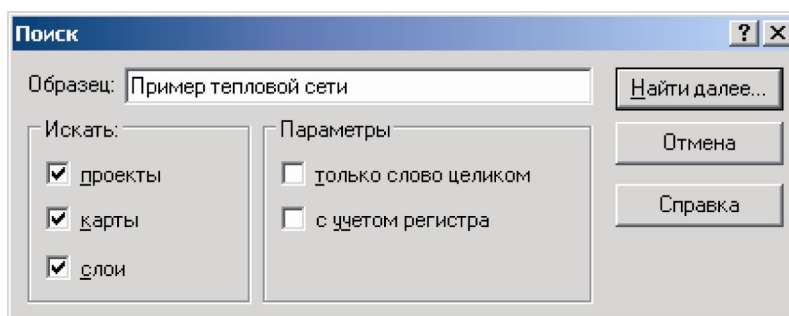 Поиск
Образец: Пример тепловой сети
Найти далее...
Искать:
Параметры
Отмена
проекты
только слово целиком
карты
с учетом регистра
Справка
слои